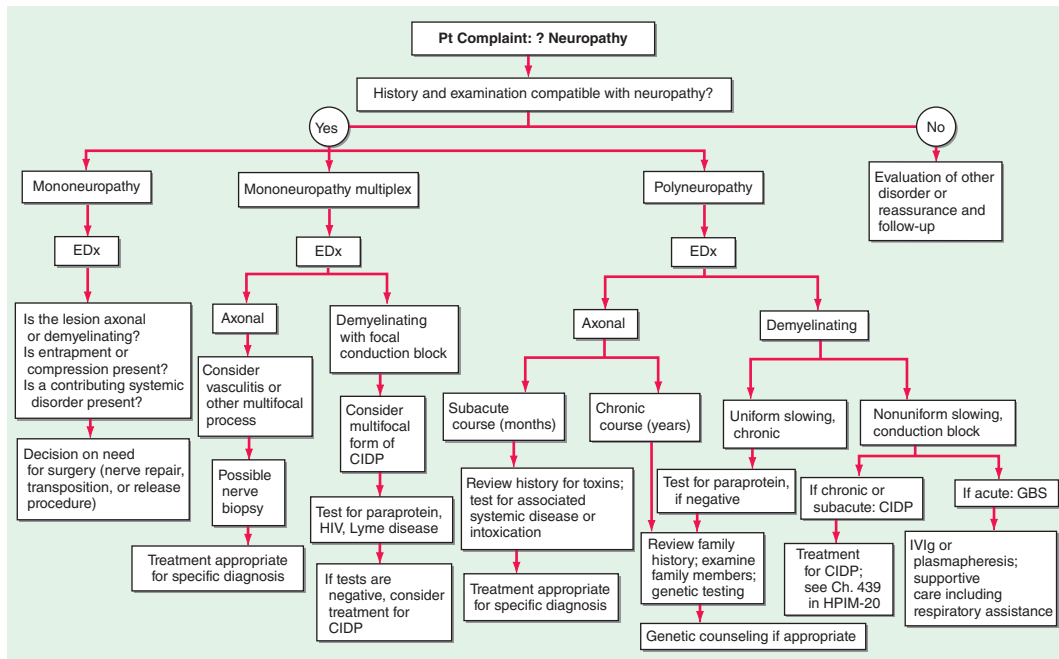 Pt Complaint: ? Neuropathy
History and examination compatible with neuropathy?
Yes
No
Mononeuropathy
Mononeuropathy multiplex
Polyneuropathy
Evaluation of other
disorder or
reassurance and
follow-up
EDx
EDx
EDx
Is the lesion axonal
or demyelinating?
Is entrapment or
compression present?
Is a contributing systemic
disorder present?
Axonal
Demyelinating
with focal
conduction block
Axonal
Demyelinating
Consider
vasculitis or
other multifocal
process
Consider
multifocal
form of
CIDP
Subacute
course (months)
Chronic
course (years)
Uniform slowing,
chronic
Nonuniform slowing,
conduction block
Decision on need
for surgery (nerve repair,
transposition, or release
procedure)
Possible
nerve
biopsy
Test for paraprotein,
HIV, Lyme disease
Review history for toxins;
test for associated
systemic disease or
intoxication
Test for paraprotein,
if negative
If chronic or
subacute: CIDP
If acute: GBS
Treatment appropriate
for specific diagnosis
If tests are
negative, consider
treatment for
CIDP
Treatment appropriate
for specific diagnosis
Review family
history; examine
family members;
genetic testing
Treatment
for CIDP;
see Ch. 439
in HPIM-20
IVIg or
plasmapheresis;
supportive
care including
respiratory assistance
Genetic counseling if appropriate